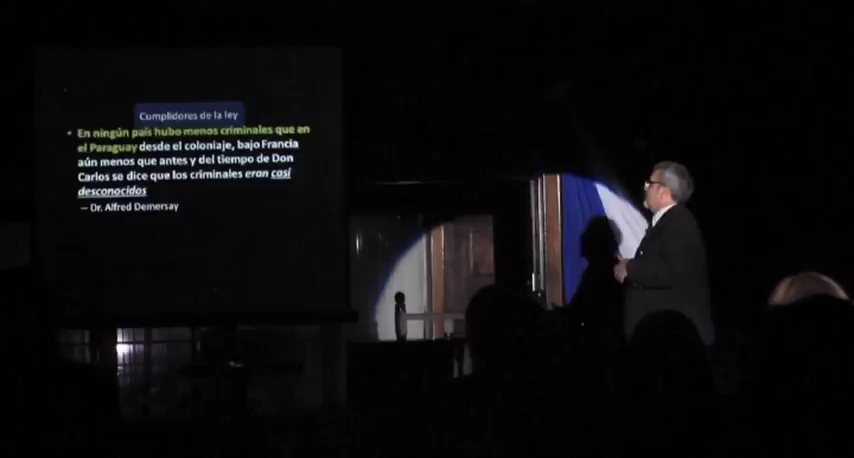 Cumplidores de la ley
• En ningún país hubo menos criminales que en
el Paraguay desde el coloniaje, bajo Francia
aún menos que antes y del tiempo de Don
Carlos se dice que los criminales eran casi
desconocidos
— Dr. Alfred Demersay